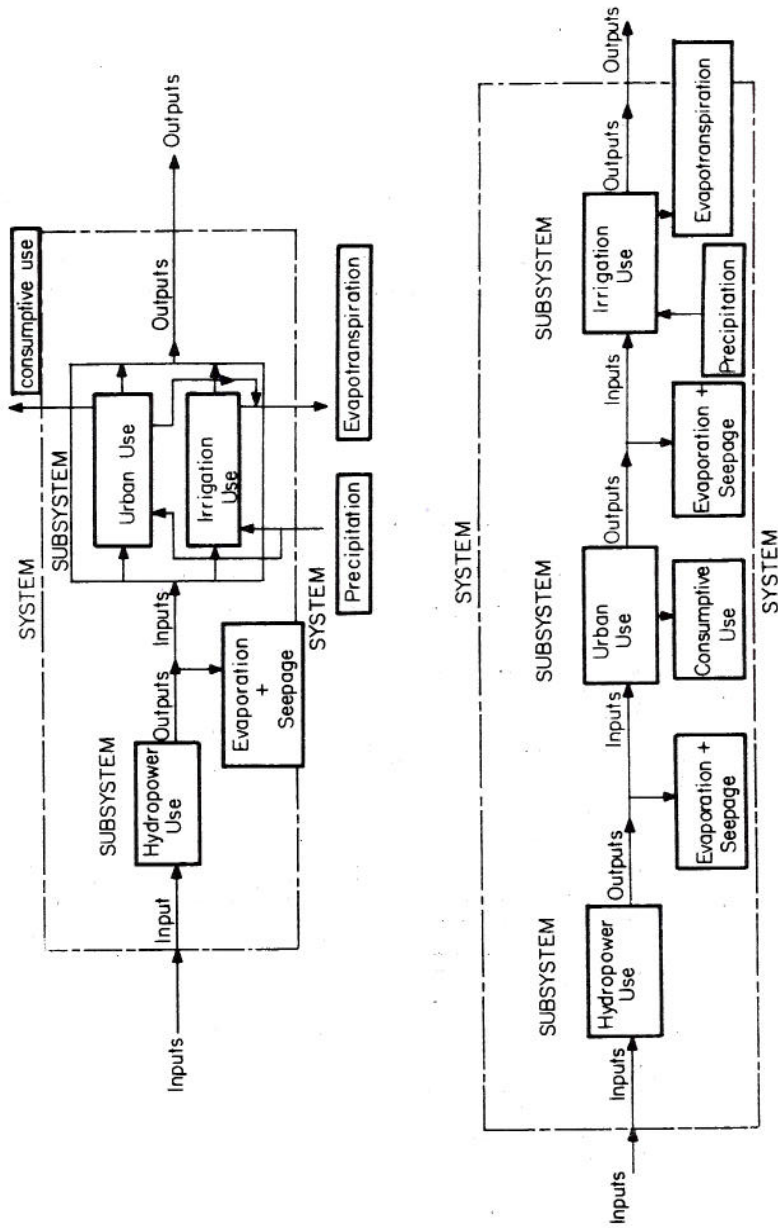 consumptive use
SYSTEM
SUBSYSTEM
Urban Use
Irrigation
Use
Outputs
Outputs
SUBSYSTEM
Hydropower
Use
Inputs
Input
Outputs
Inputs
Evaporation
+
Seepage
SYSTEM
Precipitation
Evapotranspiration
SYSTEM
SUBSYSTEM
Hydropower
Use
Inputs
Inputs
Outputs
Evaporation +
Seepage
Inputs
SUBSYSTEM
Urban
Use
Consumptive
Use
Outputs
Evaporation +
Seepage
Inputs
SUBSYSTEM
Irrigation
Use
Precipitation
Evapotranspiration
Outputs
Outputs
SYSTEM